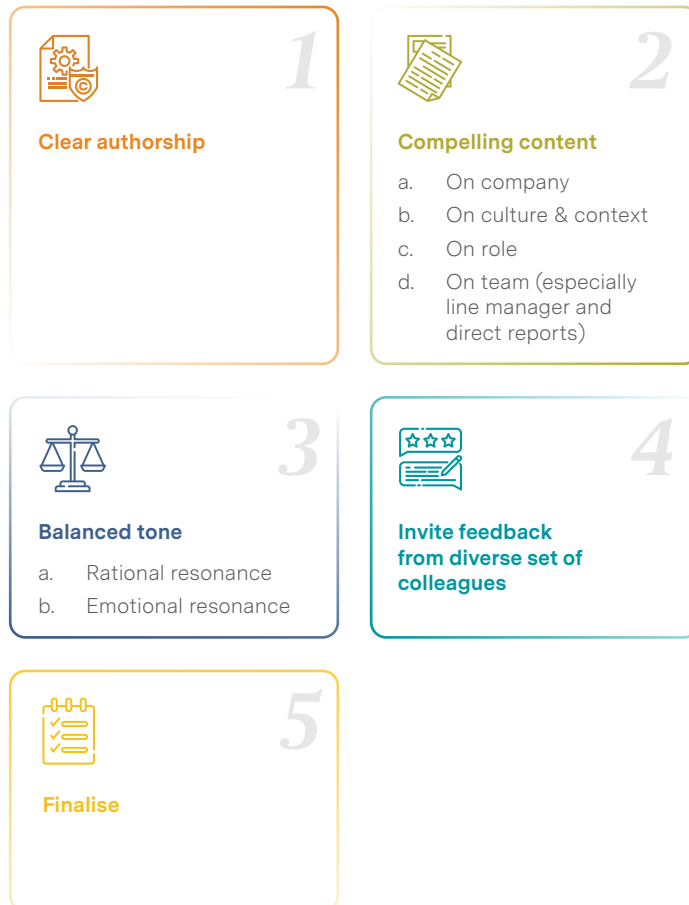 1
Clear authorship
2
Compelling content
a. On company
b. On culture & context
c. On role
d. On team (especially
line manager and
direct reports)
3
Balanced tone
a. Rational resonance
b. Emotional resonance
4
Invite feedback
from diverse set of
colleagues
5
Finalise